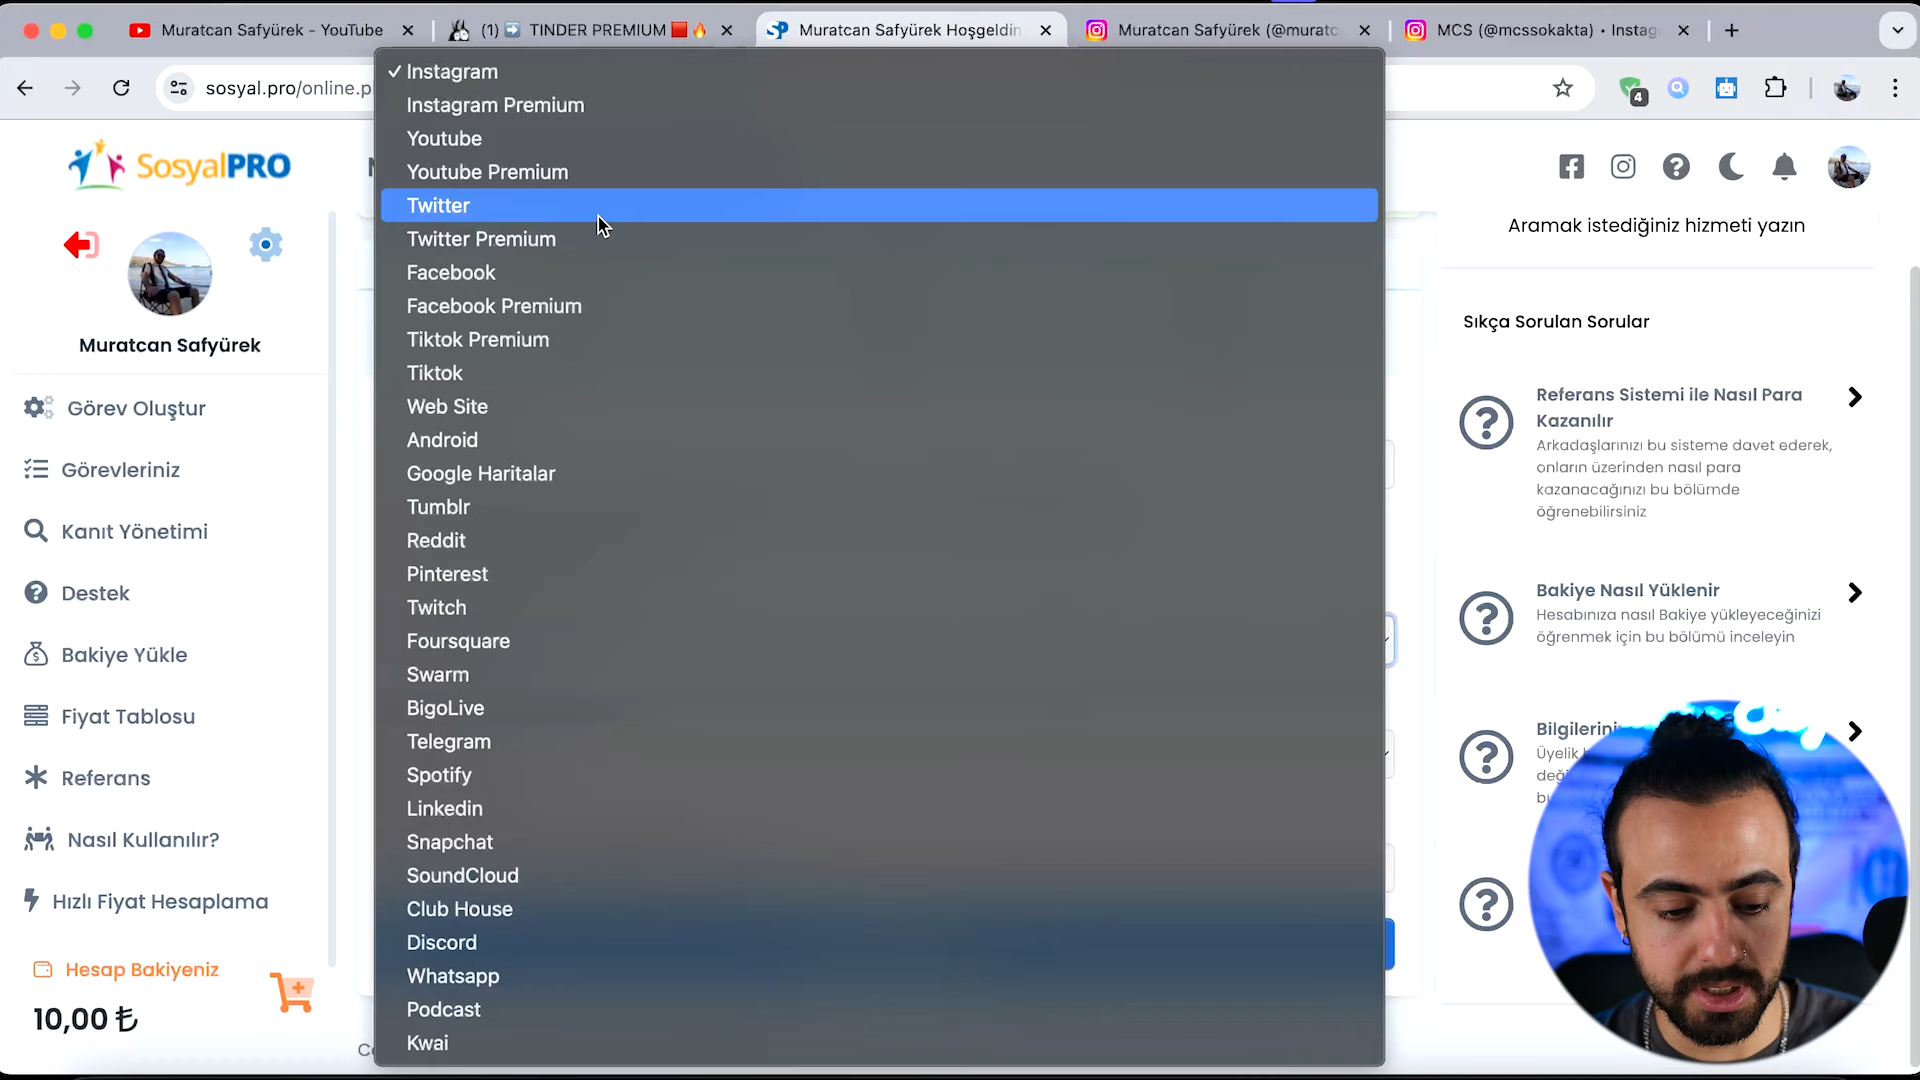 Muratcan Safyürek - YouTube
(1) TINDER PREMIUM
Muratcan Safyürek Hoşgeldin
Muratcan Safyürek (@muratc
MCS (@mcssokakta) • Instag
sosyal.pro/online.p
4
SosyalPRO
Muratcan Safyürek
Görev Oluştur
Görevleriniz
Kanıt Yönetimi
Destek
Bakiye Yükle
Fiyat Tablosu
Referans
Nasıl Kullanılır?
Hızlı Fiyat Hesaplama
Hesap Bakiyeniz
10,00 ₺
✓ Instagram
Instagram Premium
Youtube
Youtube Premium
Twitter
Twitter Premium
Facebook
Facebook Premium
Tiktok Premium
Tiktok
Web Site
Android
Google Haritalar
Tumblr
Reddit
Pinterest
Twitch
Foursquare
Swarm
BigoLive
Telegram
Spotify
Linkedin
Snapchat
SoundCloud
Club House
Discord
Whatsapp
Podcast
Kwai
Aramak istediğiniz hizmeti yazın
Sıkça Sorulan Sorular
Referans Sistemi ile Nasıl Para
Kazanılır
Arkadaşlarınızı bu sisteme davet ederek,
onların üzerinden nasıl para
kazanacağınızı bu bölümde
öğrenebilirsiniz
Bakiye Nasıl Yüklenir
Hesabınıza nasıl Bakiye yükleyeceğinizi
öğrenmek için bu bölümü inceleyin
Bilgilerini
Üyelik